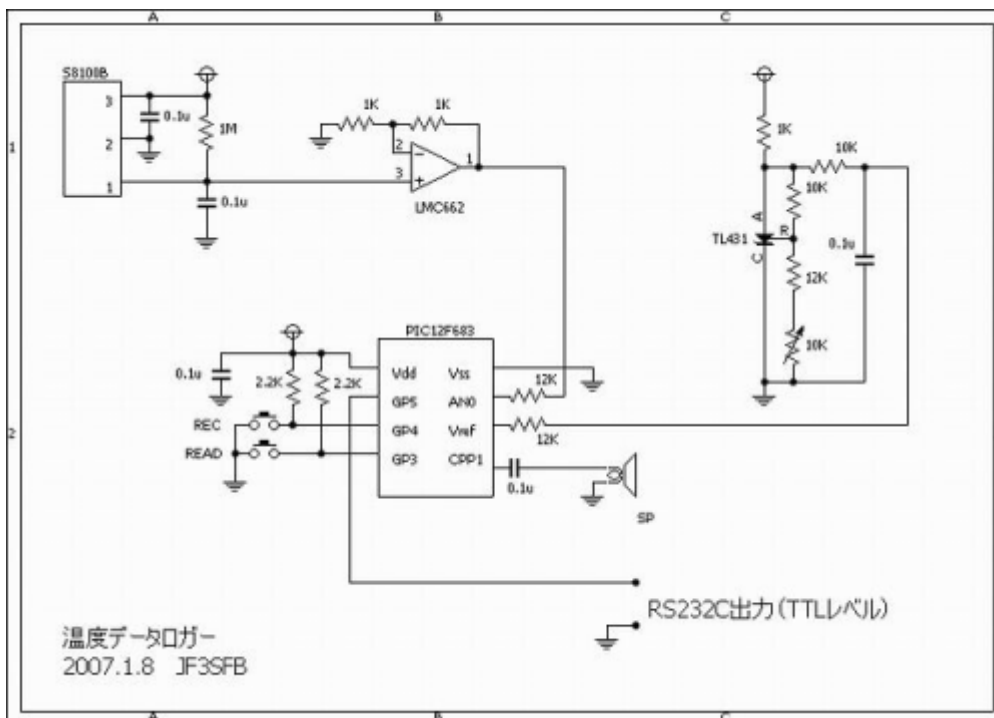 A B C
S8100B
3
0.1u
2
1M
1
0.1u
1K 1K
2
1
3
LMC662
1K
10K
10K
A
R
TL431
C
0.1u
12K
10K
1
2
PIC12F683
0.1u
2.2K 2.2K
Vdd Vss
GP5 AN0
GP4 Vref
GP3 CPP1
12K
12K
REC
READ
0.1u
SP
RS232C出力(TTLレベル)
温度データロガー
2007.1.8 JF3SFB
A B C